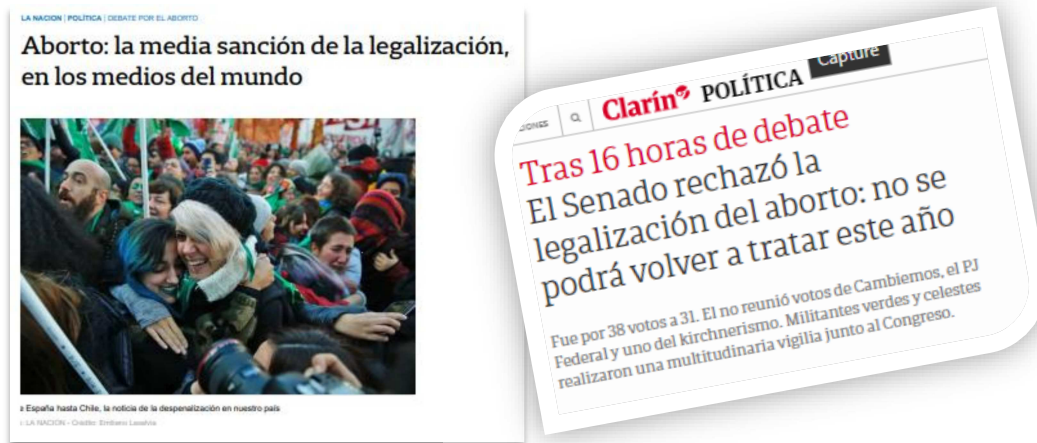 LA NACION | POLÍTICA | DEBATE POR EL ABORTO
Aborto: la media sanción de la legalización,
en los medios del mundo
e España hasta Chile, la noticia de la despenalización en nuestro país
LA NACION - Crédito: Emiliano Lasalvia
IONES
Clarín POLÍTICA
Capture
Tras 16 horas de debate
El Senado rechazó la
legalización del aborto: no se
podrá volver a tratar este año
Fue por 38 votos a 31. El no reunió votos de Cambiemos, el PJ
Federal y uno del kirchnerismo. Militantes verdes y celestes
realizaron una multitudinaria vigilia junto al Congreso.